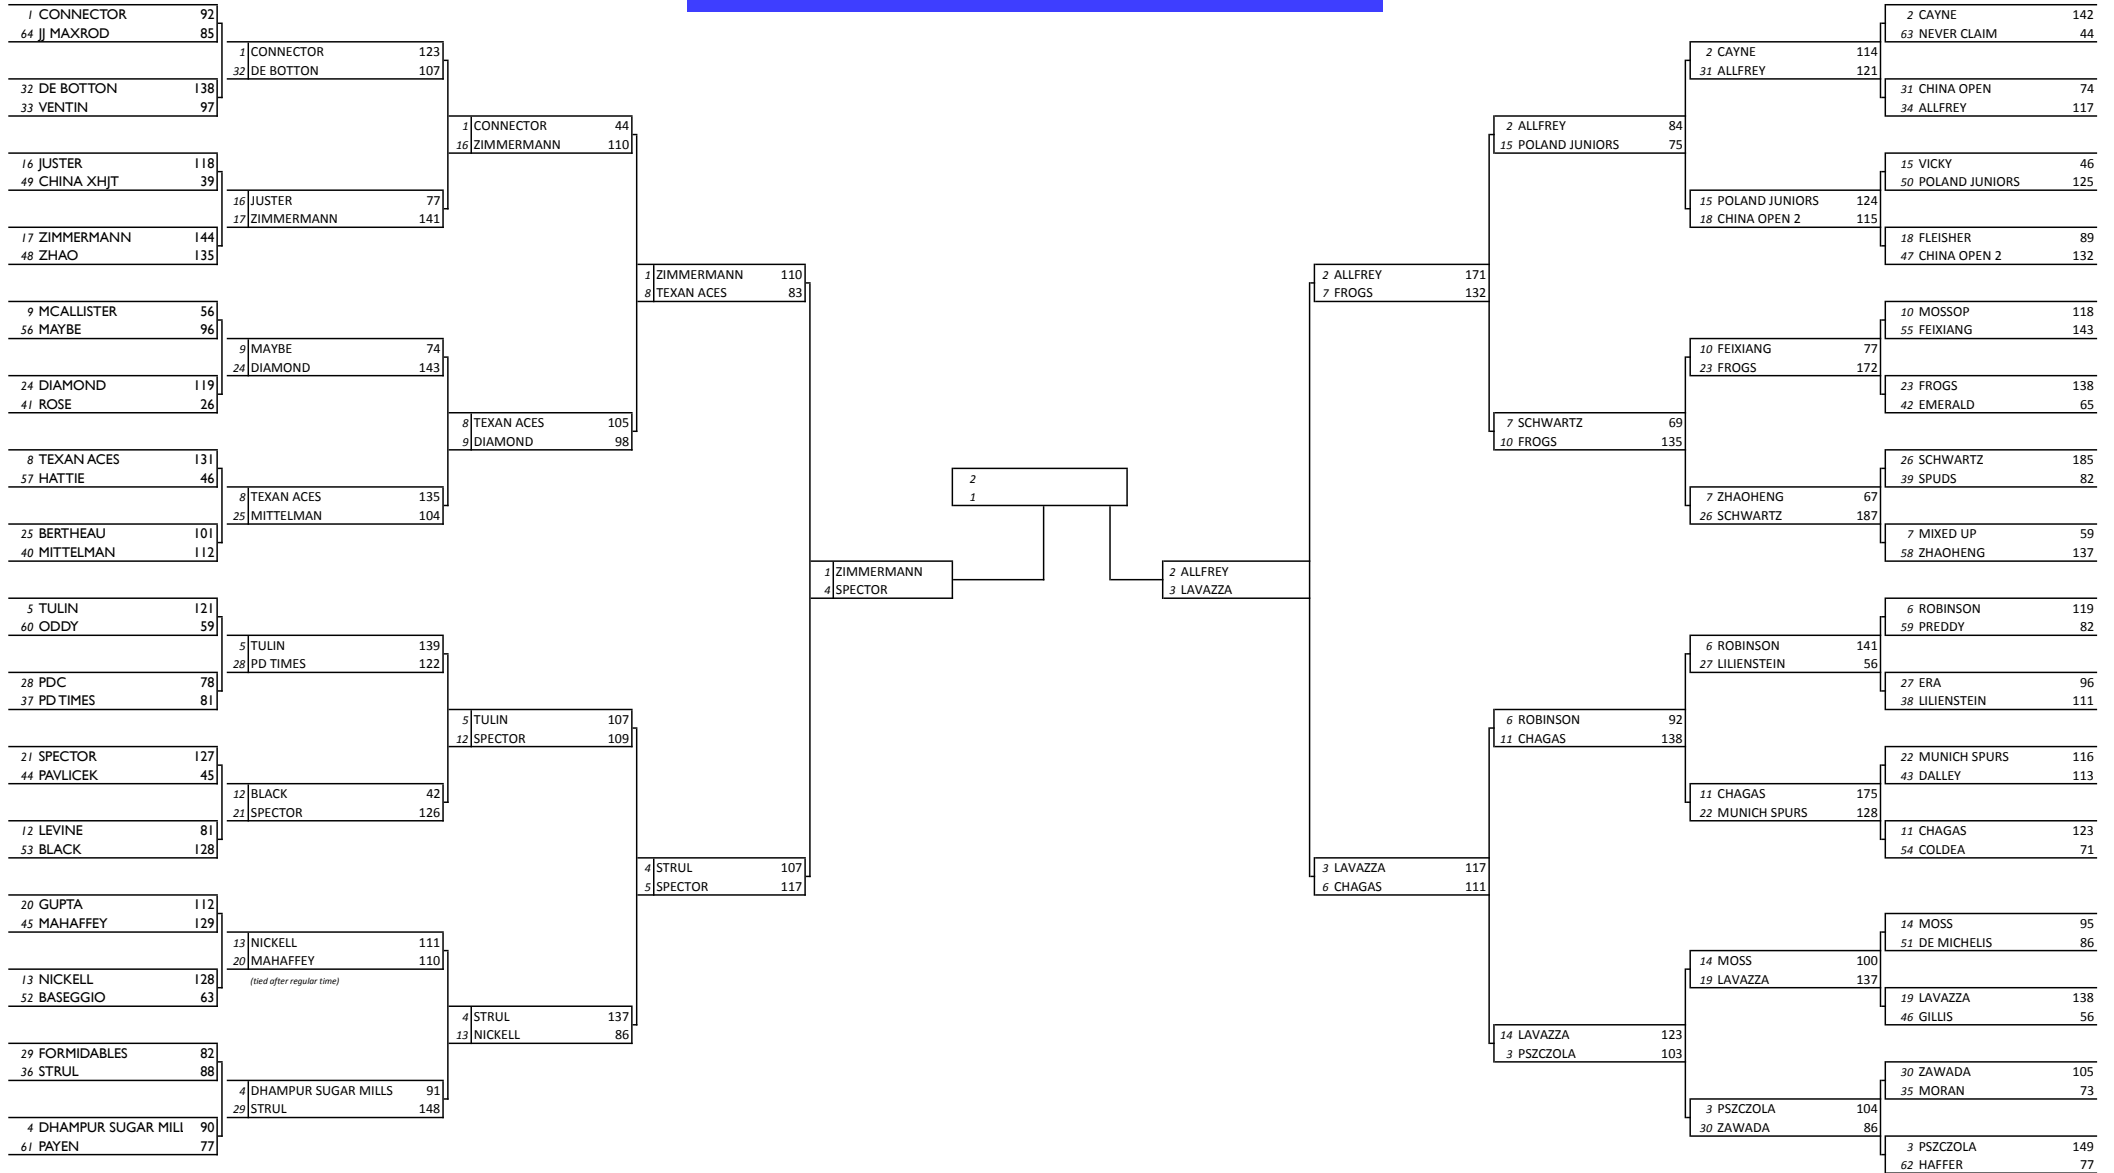 1 CONNECTOR 92
64 JJ MAXROD 85
32 DE BOTTON 138
33 VENTIN 97
16 JUSTER 118
49 CHINA XHJT 39
17 ZIMMERMANN 144
48 ZHAO 135
9 MCALLISTER 56
56 MAYBE 96
24 DIAMOND 119
41 ROSE 26
8 TEXAN ACES 131
57 HATTIE 46
25 BERTHEAU 101
40 MITTELMAN 112
5 TULIN 121
60 ODDY 59
28 PDC 78
37 PD TIMES 81
21 SPECTOR 127
44 PAVLICEK 45
12 LEVINE 81
53 BLACK 128
20 GUPTA 112
45 MAHAFFEY 129
13 NICKELL 128
52 BASEGGIO 63
29 FORMIDABLES 82
36 STRUL 88
4 DHAMPUR SUGAR MILL 90
61 PAYEN 77
1 CONNECTOR 123
32 DE BOTTON 107
16 JUSTER 77
17 ZIMMERMANN 141
9 MAYBE 74
24 DIAMOND 143
8 TEXAN ACES 135
25 MITTELMAN 104
5 TULIN 139
28 PD TIMES 122
12 BLACK 42
21 SPECTOR 126
13 NICKELL 111
20 MAHAFFEY 110
(tied after regular time)
4 DHAMPUR SUGAR MILLS 91
29 STRUL 148
1 CONNECTOR 44
16 ZIMMERMANN 110
8 TEXAN ACES 105
9 DIAMOND 98
5 TULIN 107
12 SPECTOR 109
4 STRUL 137
13 NICKELL 86
1 ZIMMERMANN 110
8 TEXAN ACES 83
4 STRUL 107
5 SPECTOR 117
1 ZIMMERMANN
4 SPECTOR
2
1
2 ALLFREY
3 LAVAZZA
2 ALLFREY 171
7 FROGS 132
3 LAVAZZA 117
6 CHAGAS 111
2 ALLFREY 84
15 POLAND JUNIORS 75
7 SCHWARTZ 69
10 FROGS 135
6 ROBINSON 92
11 CHAGAS 138
14 LAVAZZA 123
3 PSZCZOLA 103
2 CAYNE 114
31 ALLFREY 121
15 POLAND JUNIORS 124
18 CHINA OPEN 2 115
10 FEIXIANG 77
23 FROGS 172
7 ZHAOHENG 67
26 SCHWARTZ 187
6 ROBINSON 141
27 LILIENSTEIN 56
11 CHAGAS 175
22 MUNICH SPURS 128
14 MOSS 100
19 LAVAZZA 137
3 PSZCZOLA 104
30 ZAWADA 86
2 CAYNE 142
63 NEVER CLAIM 44
31 CHINA OPEN 74
34 ALLFREY 117
15 VICKY 46
50 POLAND JUNIORS 125
18 FLEISHER 89
47 CHINA OPEN 2 132
10 MOSSOP 118
55 FEIXIANG 143
23 FROGS 138
42 EMERALD 65
26 SCHWARTZ 185
39 SPUDS 82
7 MIXED UP 59
58 ZHAOHENG 137
6 ROBINSON 119
59 PREDDY 82
27 ERA 96
38 LILIENSTEIN 111
22 MUNICH SPURS 116
43 DALLEY 113
11 CHAGAS 123
54 COLDEA 71
14 MOSS 95
51 DE MICHELIS 86
19 LAVAZZA 138
46 GILLIS 56
30 ZAWADA 105
35 MORAN 73
3 PSZCZOLA 149
62 HAFFER 77